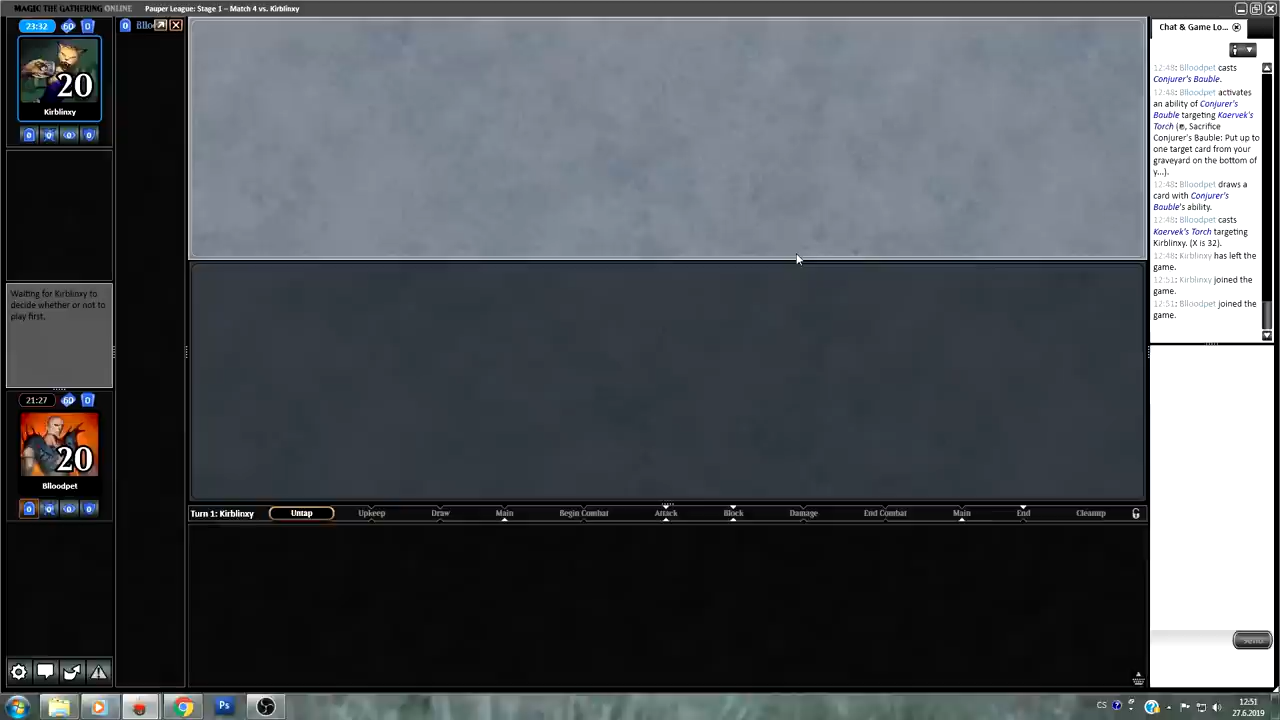 MAGIC THE GATHERING ONLINE
Pauper League: Stage 1 – Match 4 vs. Kirblinxy
23:32 60 0
20
Kirblinxy
0 0 0 0
0
Waiting for Kirblinxy to
decide whether or not to
play first.
21:27 60 0
20
Blloodpet
0 0 0 0
Turn 1: Kirblinxy
Untap
Upkeep
Draw
Main
Begin Combat
Attack
Block
Damage
End Combat
Main
End
Cleanup
Chat & Game Lo...
12:48: Blloodpet casts
Conjurer's Bauble.
12:48: Blloodpet activates
an ability of Conjurer's
Bauble targeting Kaervek's
Torch (, Sacrifice
Conjurer's Bauble: Put up to
one target card from your
graveyard on the bottom of
y...).
12:48: Blloodpet draws a
card with Conjurer's
Bauble's ability.
12:48: Blloodpet casts
Kaervek's Torch targeting
Kirblinxy. (X is 32).
12:48: Kirblinxy has left the
game.
12:51: Kirblinxy joined the
game.
12:51: Blloodpet joined the
game.
Send
Ps
CS
12:51
27.6.2019